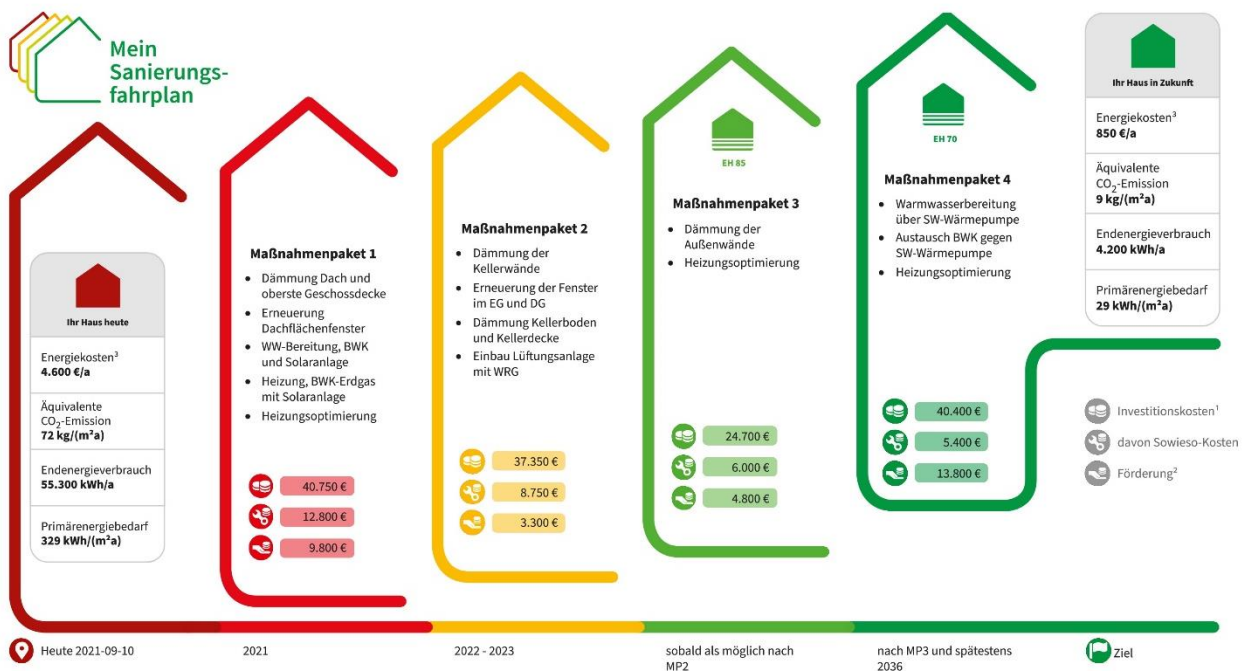 Mein
Sanierungs-
fahrplan
Ihr Haus heute
Energiekosten³
4.600 €/a
Äquivalente
CO₂-Emission
72 kg/(m²a)
Endenergieverbrauch
55.300 kWh/a
Primärenergiebedarf
329 kWh/(m²a)
Maßnahmenpaket 1
• Dämmung Dach und
oberste Geschossdecke
• Erneuerung
Dachflächenfenster
• WW-Bereitung, BWK
und Solaranlage
• Heizung, BWK-Erdgas
mit Solaranlage
• Heizungsoptimierung
40.750 €
12.800 €
9.800 €
Maßnahmenpaket 2
• Dämmung der
Kellerwände
• Erneuerung der Fenster
im EG und DG
• Dämmung Kellerboden
und Kellerdecke
• Einbau Lüftungsanlage
mit WRG
37.350 €
8.750 €
3.300 €
EH 85
Maßnahmenpaket 3
• Dämmung der
Außenwände
• Heizungsoptimierung
24.700 €
6.000 €
4.800 €
EH 70
Maßnahmenpaket 4
• Warmwasserbereitung
über SW-Wärmepumpe
• Austausch BWK gegen
SW-Wärmepumpe
• Heizungsoptimierung
40.400 €
5.400 €
13.800 €
Ihr Haus in Zukunft
Energiekosten³
850 €/a
Äquivalente
CO₂-Emission
9 kg/(m²a)
Endenergieverbrauch
4.200 kWh/a
Primärenergiebedarf
29 kWh/(m²a)
Investitionskosten¹
davon Sowieso-Kosten
Förderung²
Heute 2021-09-10
2021
2022 - 2023
sobald als möglich nach
MP2
nach MP3 und spätestens
2036
Ziel